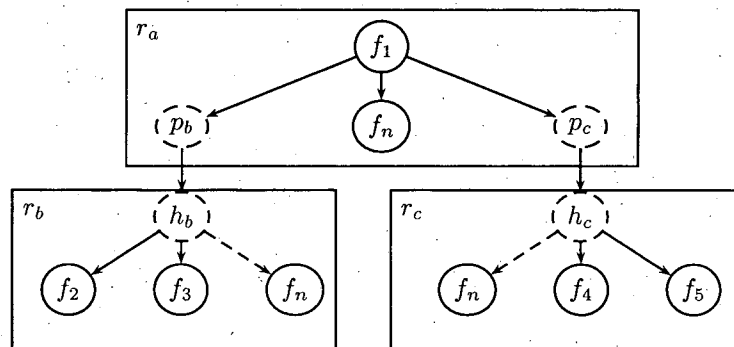 r_a f_1
p_b f_n p_c
r_b h_b r_c h_c
f_2 f_3 f_n f_n f_4 f_5